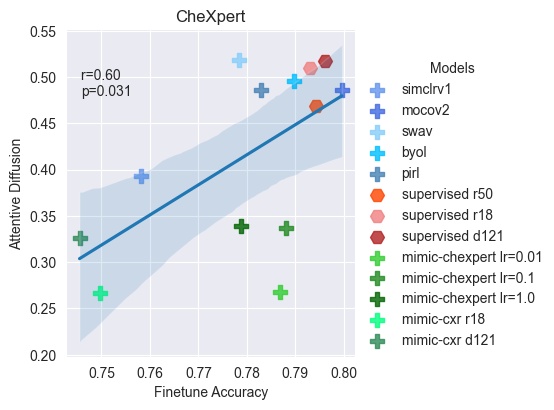 CheXpert
0.55
0.50
0.45
0.40
0.35
0.30
0.25
0.20
Attentive Diffusion
r=0.60
p=0.031
0.75 0.76 0.77 0.78 0.79 0.80
Finetune Accuracy
Models
simclrv1
mocov2
swav
byol
pirl
supervised r50
supervised r18
supervised d121
mimic-chexpert lr=0.01
mimic-chexpert lr=0.1
mimic-chexpert lr=1.0
mimic-cxr r18
mimic-cxr d121